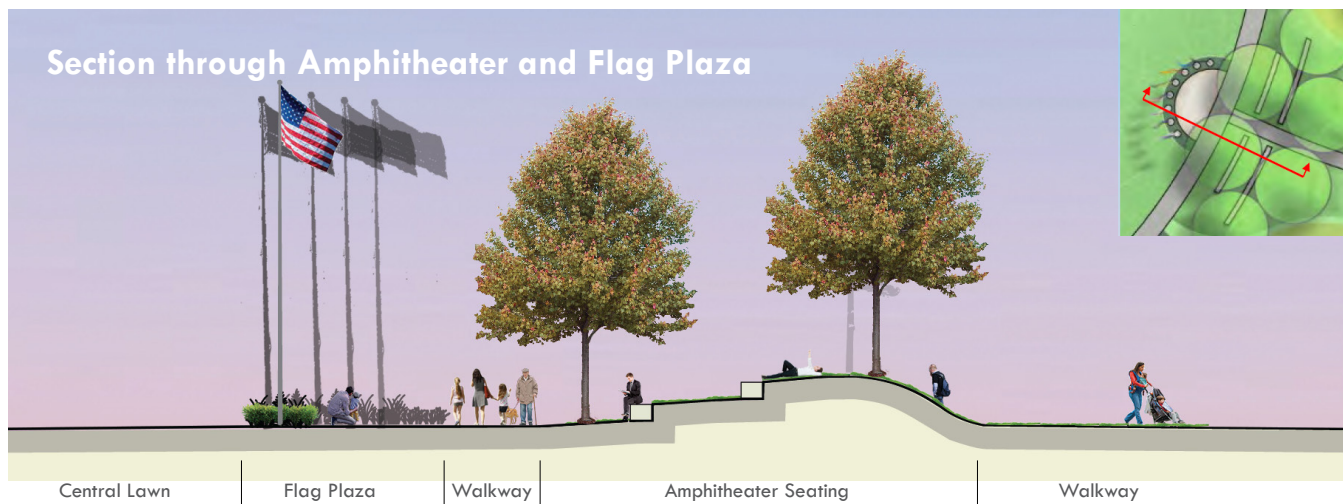 Section through Amphitheater and Flag Plaza
Central Lawn
Flag Plaza
Walkway
Amphitheater Seating
Walkway